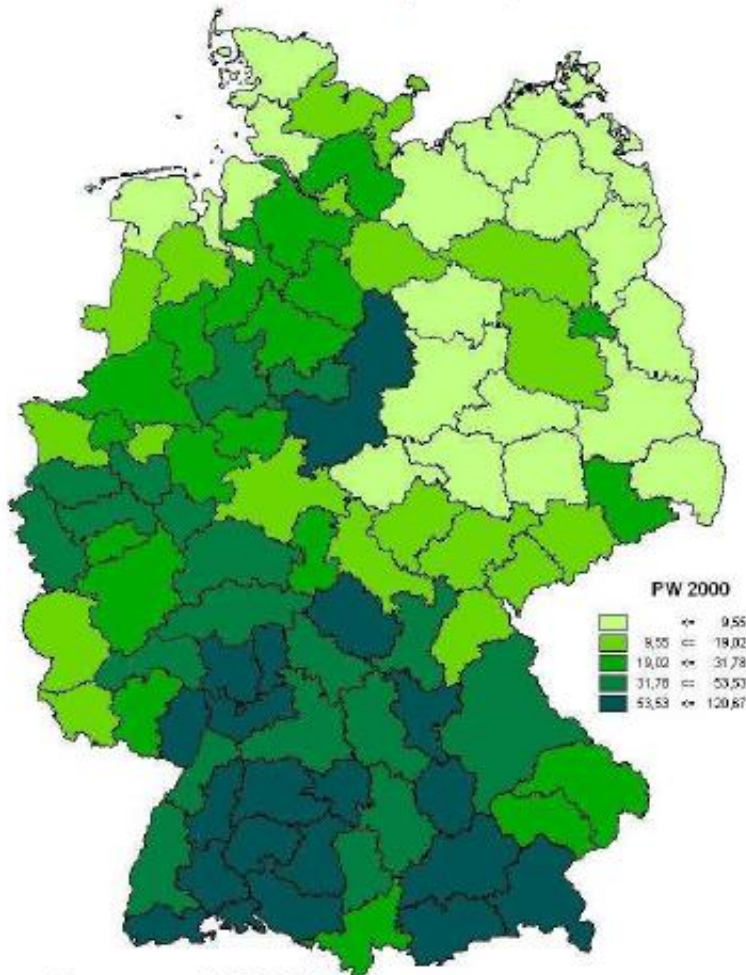 PW 2000
<= 9,55
9,55 <= 19,02
19,02 <= 31,78
31,78 <= 53,53
53,53 <= 120,67